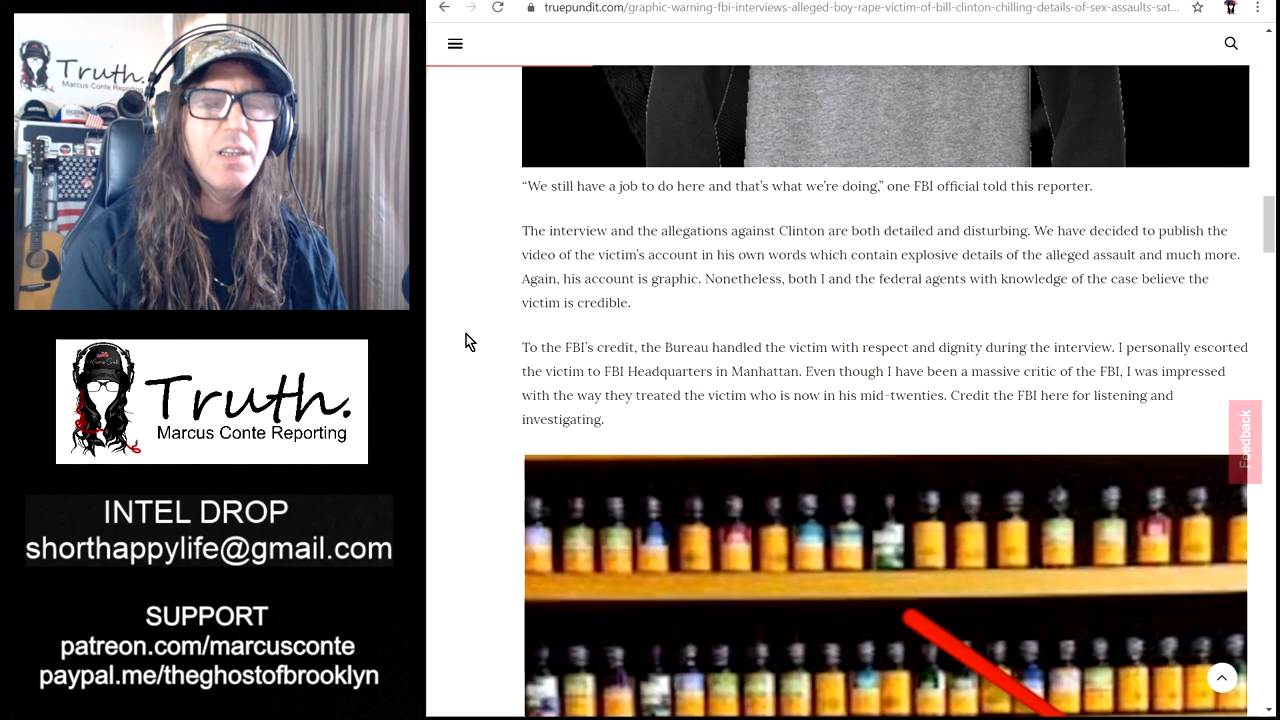 truepundit.com/graphic-warning-fbi-interviews-alleged-boy-rape-victim-of-bill-clinton-chilling-details-of-sex-assaults-sat...
Truth.
Marcus Conte Reporting
“We still have a job to do here and that’s what we’re doing,” one FBI official told this reporter.
The interview and the allegations against Clinton are both detailed and disturbing. We have decided to publish the
video of the victim’s account in his own words which contain explosive details of the alleged assault and much more.
Again, his account is graphic. Nonetheless, both I and the federal agents with knowledge of the case believe the
victim is credible.
To the FBI’s credit, the Bureau handled the victim with respect and dignity during the interview. I personally escorted
the victim to FBI Headquarters in Manhattan. Even though I have been a massive critic of the FBI, I was impressed
with the way they treated the victim who is now in his mid-twenties. Credit the FBI here for listening and
investigating.
Feedback
Truth.
Marcus Conte Reporting
INTEL DROP
shorthappylife@gmail.com
SUPPORT
patreon.com/marcusconte
paypal.me/theghostofbrooklyn